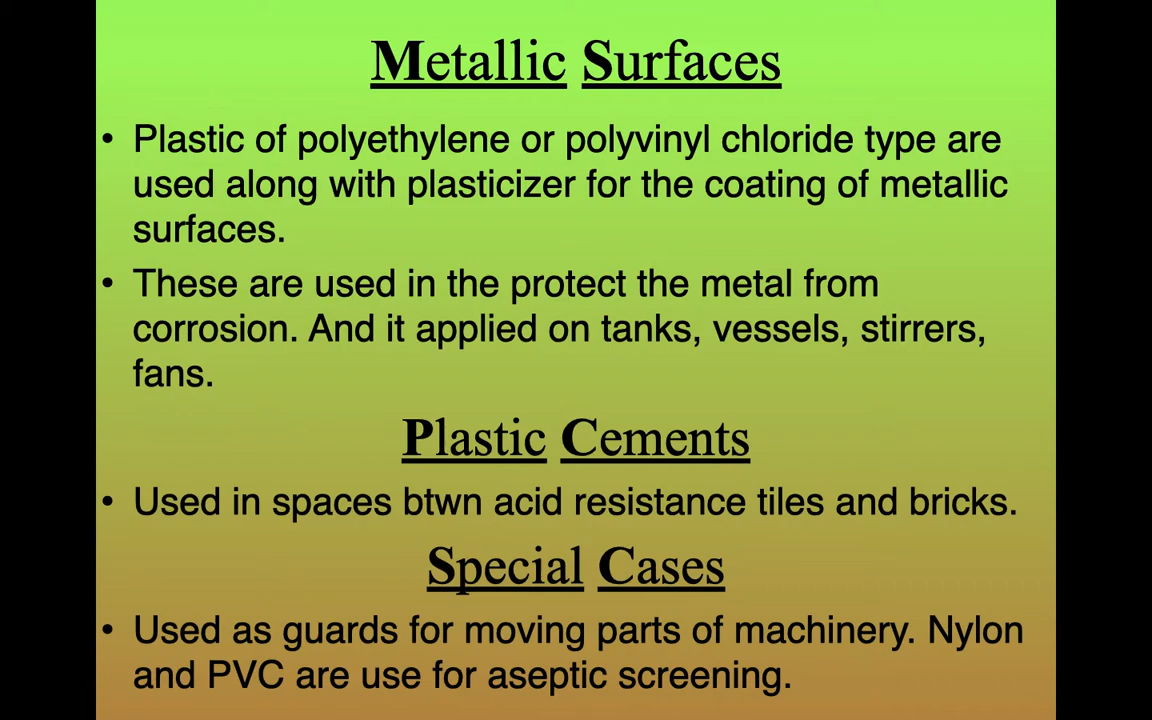 Metallic Surfaces
• Plastic of polyethylene or polyvinyl chloride type are
used along with plasticizer for the coating of metallic
surfaces.
• These are used in the protect the metal from
corrosion. And it applied on tanks, vessels, stirrers,
fans.
Plastic Cements
• Used in spaces btwn acid resistance tiles and bricks.
Special Cases
• Used as guards for moving parts of machinery. Nylon
and PVC are use for aseptic screening.